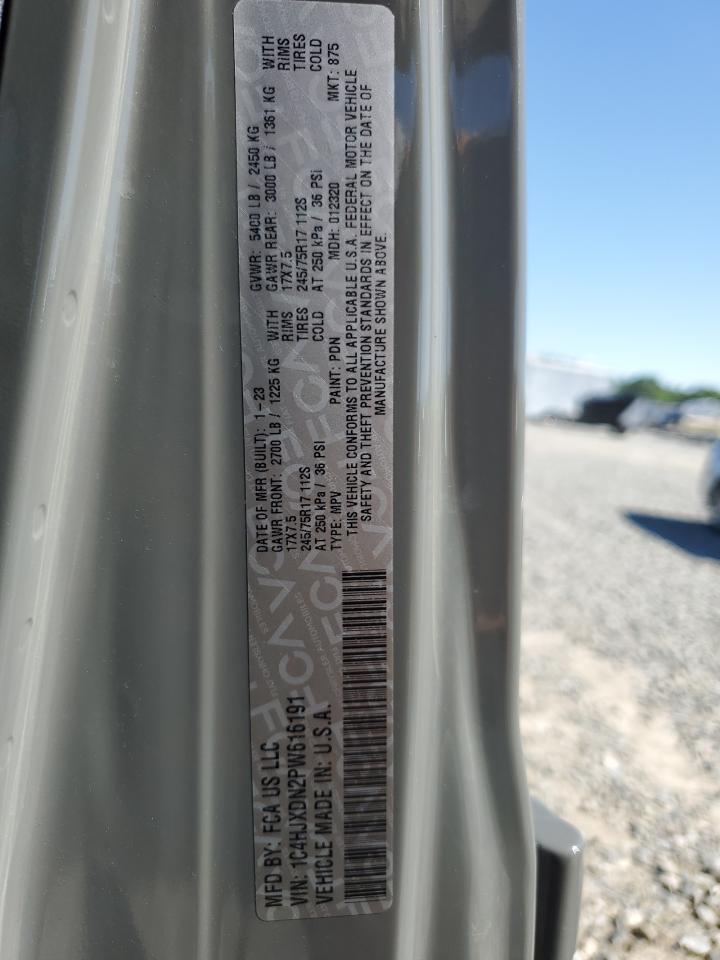 MFD BY: FCA US LLC
VIN: 1C4HJXDN2PW616191
VEHICLE MADE IN: U.S.A.
DATE OF MFR (BUILT): 1-23 GVWR: 5400 LB / 2450 KG
GAWR FRONT: 2700 LB / 1225 KG WITH GAWR REAR: 3000 LB / 1361 KG WITH
17X7.5 RIMS 17X7.5 RIMS
245/75R17 112S TIRES 245/75R17 112S TIRES
AT 250 kPa / 36 PSI COLD AT 250 kPa / 36 PSI COLD
TYPE: MPV PAINT: PDN MDH: 012320 MKT: 875
THIS VEHICLE CONFORMS TO ALL APPLICABLE U.S.A. FEDERAL MOTOR VEHICLE
SAFETY AND THEFT PREVENTION STANDARDS IN EFFECT ON THE DATE OF
MANUFACTURE SHOWN ABOVE.